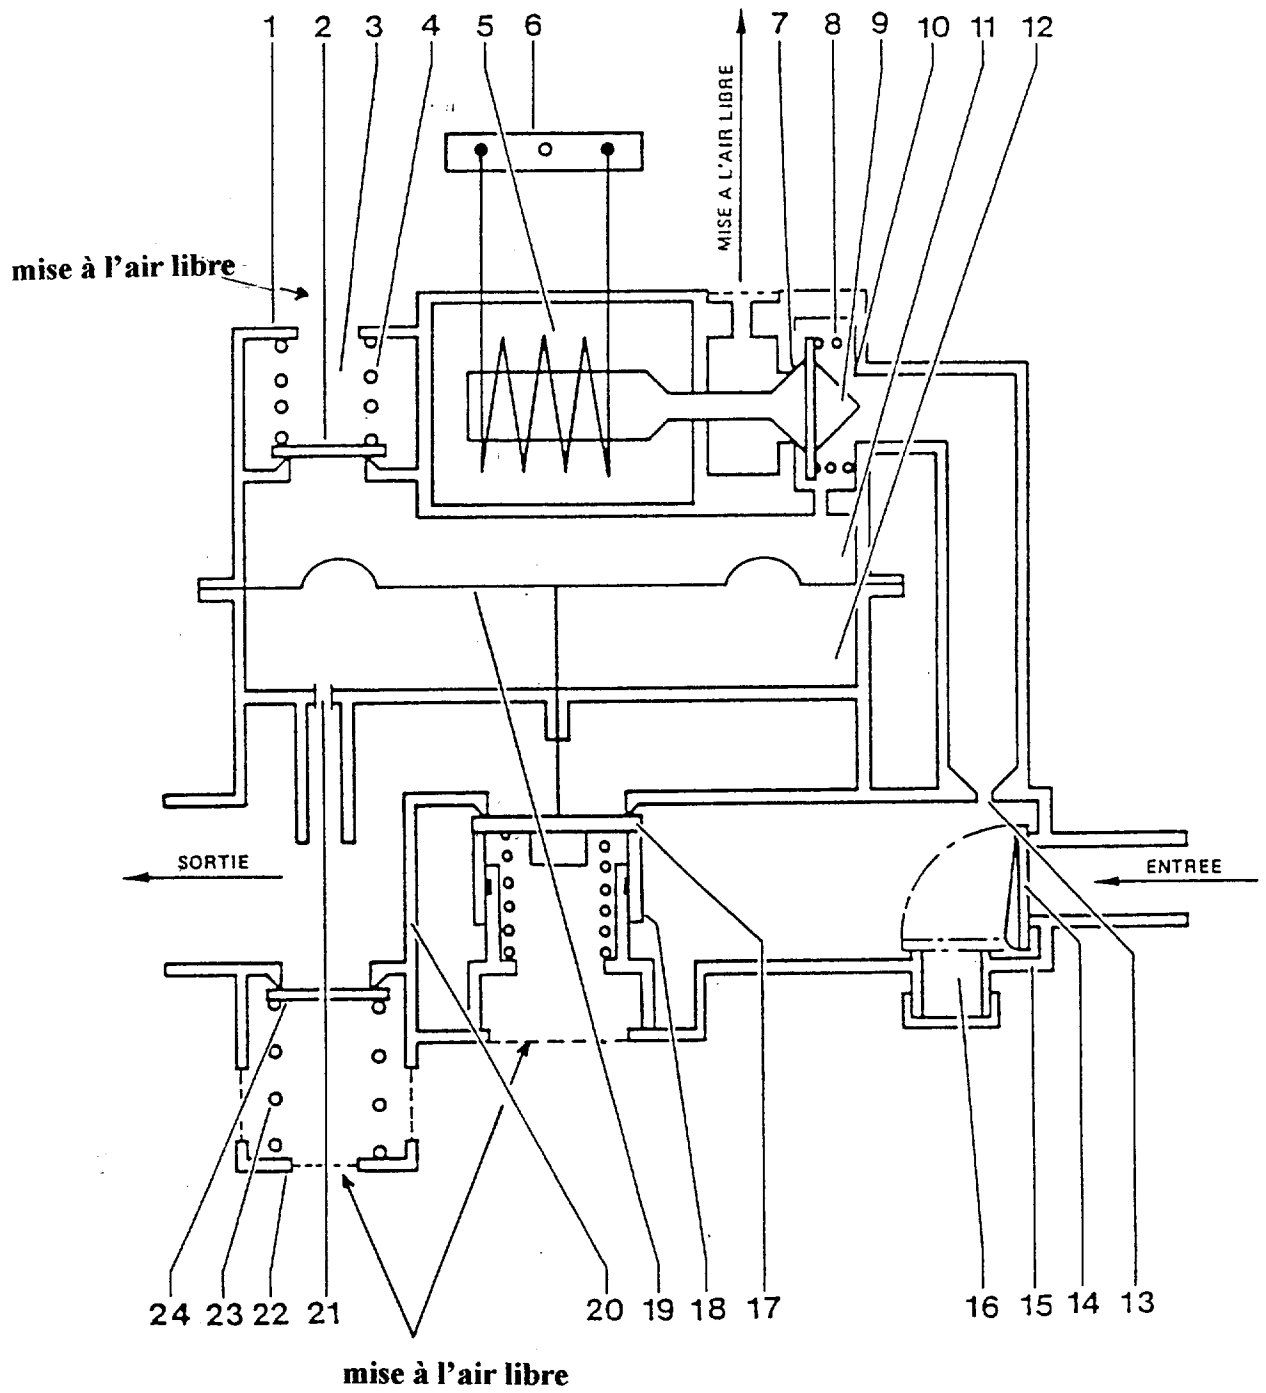 1 2 3 4 5 6 7 8 9 10 11 12
MISE A L'AIR LIBRE
mise à l'air libre
SORTIE
ENTREE
24 23 22 21 20 19 18 17 16 15 14 13
mise à l'air libre